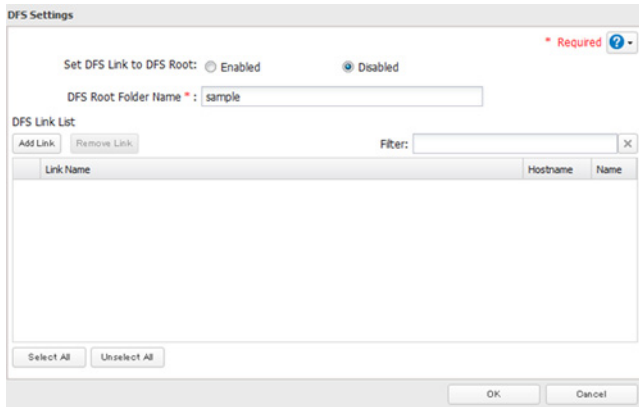 DFS Settings
* Required ?
Set DFS Link to DFS Root: Enabled Disabled
DFS Root Folder Name * : sample
DFS Link List
Add Link Remove Link Filter:
Link Name Hostname Name
Select All Unselect All
OK Cancel